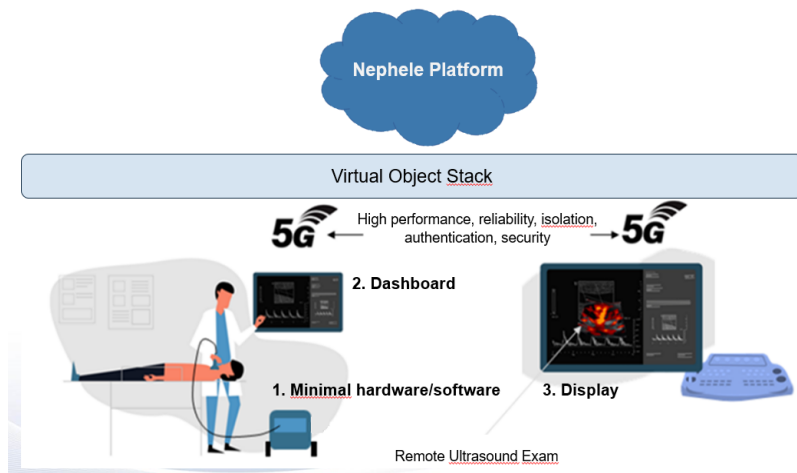 Nephele Platform
Virtual Object Stack
5G
High performance, reliability, isolation,
authentication, security
5G
2. Dashboard
1. Minimal hardware/software
3. Display
Remote Ultrasound Exam